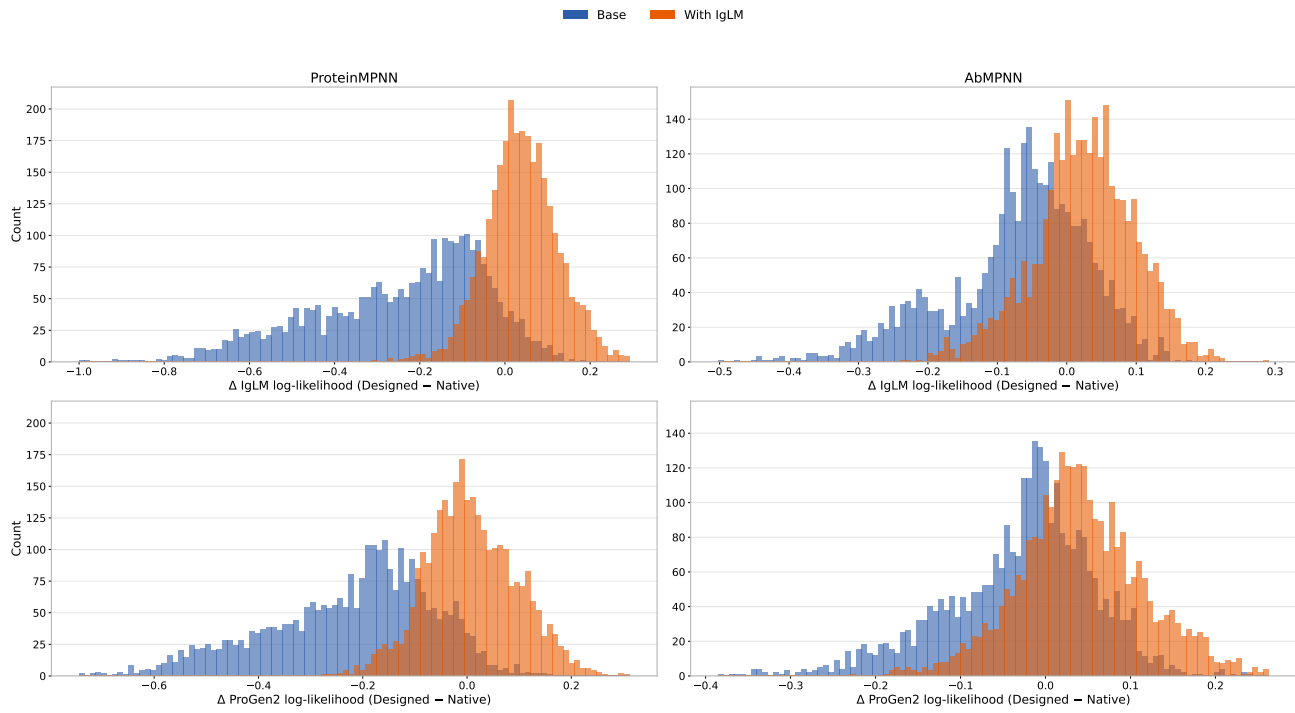 Base With IgLM
ProteinMPNN
AbMPNN
200
175
150
125
100
75
50
25
0
Count
−1.0 −0.8 −0.6 −0.4 −0.2 0.0 0.2
Δ IgLM log-likelihood (Designed − Native)
140
120
100
80
60
40
20
0
−0.5 −0.4 −0.3 −0.2 −0.1 0.0 0.1 0.2 0.3
Δ IgLM log-likelihood (Designed − Native)
200
175
150
125
100
75
50
25
0
Count
−0.6 −0.4 −0.2 0.0 0.2
Δ ProGen2 log-likelihood (Designed − Native)
140
120
100
80
60
40
20
0
−0.4 −0.3 −0.2 −0.1 0.0 0.1 0.2
Δ ProGen2 log-likelihood (Designed − Native)